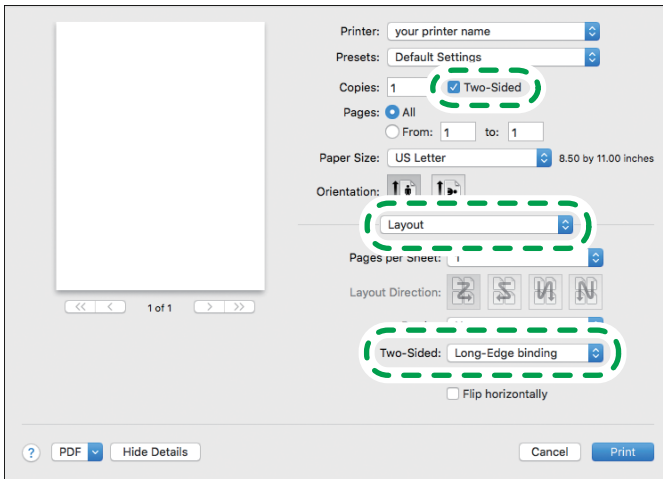 Printer: your printer name
Presets: Default Settings
Copies: 1 Two-Sided
Pages: All
From: 1 to: 1
Paper Size: US Letter 8.50 by 11.00 inches
Orientation:
Layout
Pages per Sheet: 1
Layout Direction:
<< < 1 of 1 > >>
Two-Sided: Long-Edge binding
Flip horizontally
? PDF Hide Details Cancel Print